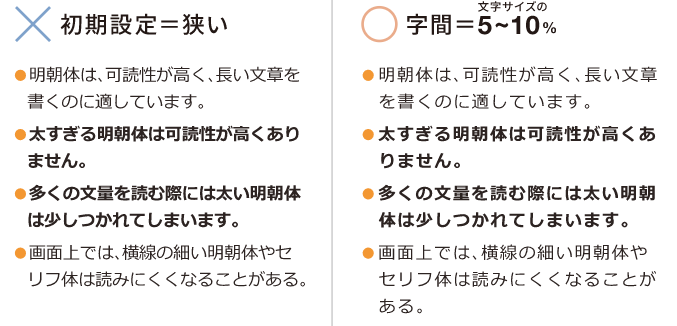 初期設定＝狭い
●明朝体は、可読性が高く、長い文章を
書くのに適しています。
●太すぎる明朝体は可読性が高くあり
ません。
●多くの文量を読む際には太い明朝体
は少しつかれてしまいます。
●画面上では、横線の細い明朝体やセ
リフ体は読みにくくなることがある。
文字サイズの
字間＝5~10%
●明朝体は、可読性が高く、長い文章
を書くのに適しています。
●太すぎる明朝体は可読性が高くあ
りません。
●多くの文量を読む際には太い明朝
体は少しつかれてしまいます。
●画面上では、横線の細い明朝体や
セリフ体は読みにくくなることが
ある。